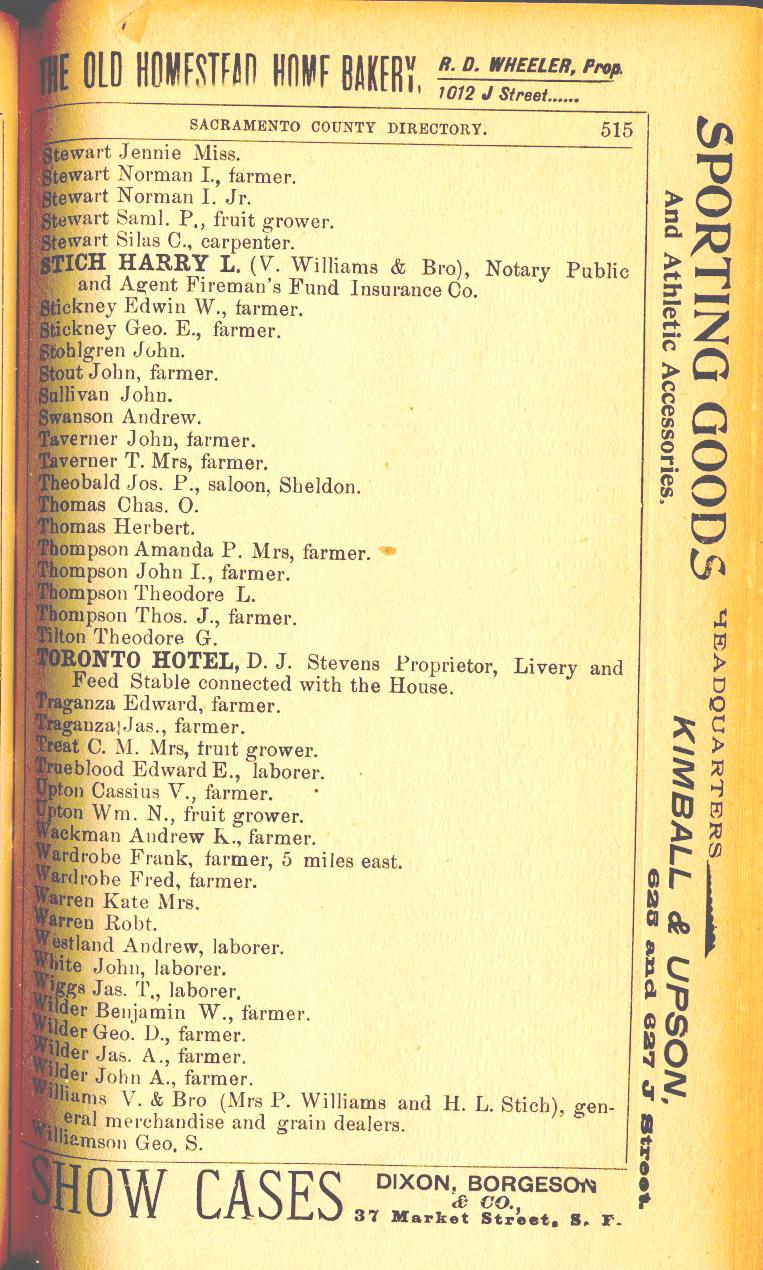 THE OLD HOMESTEAD HOME BAKERY,
R. D. WHEELER, Prop.
1012 J Street......
SACRAMENTO COUNTY DIRECTORY. 515
Stewart Jennie Miss.
Stewart Norman I., farmer.
Stewart Norman I. Jr.
Stewart Saml. P., fruit grower.
Stewart Silas C., carpenter.
STICH HARRY L. (V. Williams & Bro), Notary Public
and Agent Fireman's Fund Insurance Co.
Stickney Edwin W., farmer.
Stickney Geo. E., farmer.
Stohlgren John.
Stout John, farmer.
Sullivan John.
Swanson Andrew.
Taverner John, farmer.
Taverner T. Mrs, farmer.
Theobald Jos. P., saloon, Sheldon.
Thomas Chas. O.
Thomas Herbert.
Thompson Amanda P. Mrs, farmer.
Thompson John I., farmer.
Thompson Theodore L.
Thompson Thos. J., farmer.
Tilton Theodore G.
TORONTO HOTEL, D. J. Stevens Proprietor, Livery and
Feed Stable connected with the House.
Traganza Edward, farmer.
Traganza Jas., farmer.
Treat C. M. Mrs, fruit grower.
Trueblood Edward E., laborer.
Upton Cassius V., farmer.
Upton Wm. N., fruit grower.
Wackman Andrew K., farmer.
Wardrobe Frank, farmer, 5 miles east.
Wardrobe Fred, farmer.
Warren Kate Mrs.
Warren Robt.
Westland Andrew, laborer.
White John, laborer.
Wiggs Jas. T., laborer.
Wilder Benjamin W., farmer.
Wilder Geo. D., farmer.
Wilder Jas. A., farmer.
Wilder John A., farmer.
Williams V. & Bro (Mrs P. Williams and H. L. Stich), gen-
eral merchandise and grain dealers.
Williamson Geo. S.
SHOW CASES
DIXON, BORGESON
& CO.,
37 Market Street, S. F.
SPORTING GOODS HEADQUARTERS
And Athletic Accessories.
KIMBALL & UPSON,
625 and 627 J Street.